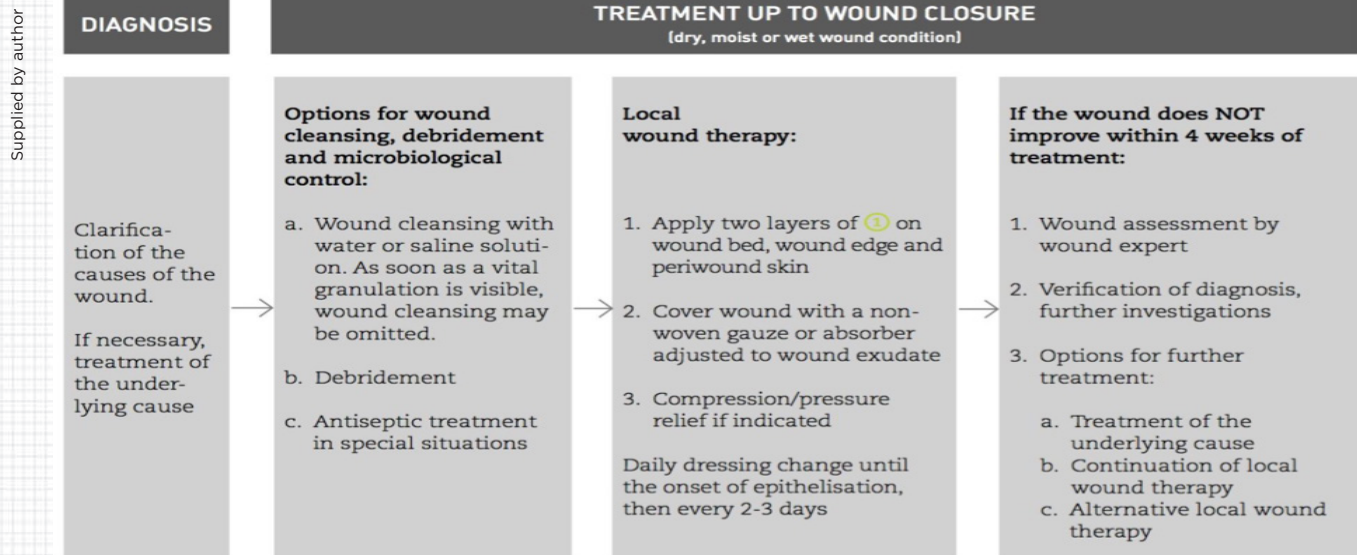 Supplied by author
DIAGNOSIS
TREATMENT UP TO WOUND CLOSURE
(dry, moist or wet wound condition)
Clarifica-
tion of the
causes of the
wound.
If necessary,
treatment of
the under-
lying cause
Options for wound
cleansing, debridement
and microbiological
control:
a. Wound cleansing with
water or saline soluti-
on. As soon as a vital
granulation is visible,
wound cleansing may
be omitted.
b. Debridement
c. Antiseptic treatment
in special situations
Local
wound therapy:
1. Apply two layers of ① on
wound bed, wound edge and
periwound skin
2. Cover wound with a non-
woven gauze or absorber
adjusted to wound exudate
3. Compression/pressure
relief if indicated
Daily dressing change until
the onset of epithelisation,
then every 2-3 days
If the wound does NOT
improve within 4 weeks of
treatment:
1. Wound assessment by
wound expert
2. Verification of diagnosis,
further investigations
3. Options for further
treatment:
a. Treatment of the
underlying cause
b. Continuation of local
wound therapy
c. Alternative local wound
therapy